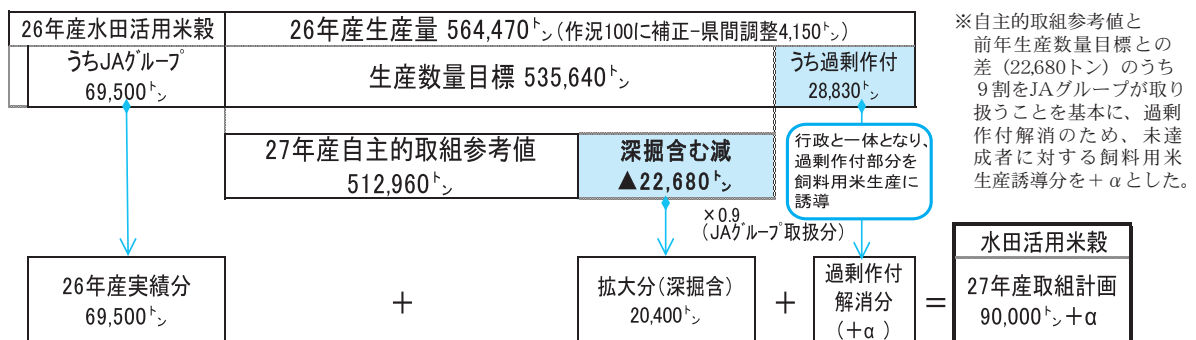 26年産水田活用米穀
26年産生産量 564,470㌧(作況100に補正−県間調整4,150㌧)
うちJAグループ
69,500㌧
生産数量目標 535,640㌧
うち過剰作付
28,830㌧
27年産自主的取組参考値
512,960㌧
深掘含む減
▲22,680㌧
行政と一体となり、
過剰作付部分を
飼料用米生産に
誘導
×0.9
(JAグループ取扱分)
26年産実績分
69,500㌧
+
拡大分(深掘含)
20,400㌧
+
過剰作付
解消分
(+α )
=
水田活用米穀
27年産取組計画
90,000㌧+α
※自主的取組参考値と
前年生産数量目標との
差(22,680トン)のうち
9割をJAグループが取り
扱うことを基本に、過剰
作付解消のため、未達
成者に対する飼料用米
生産誘導分を+αとした。